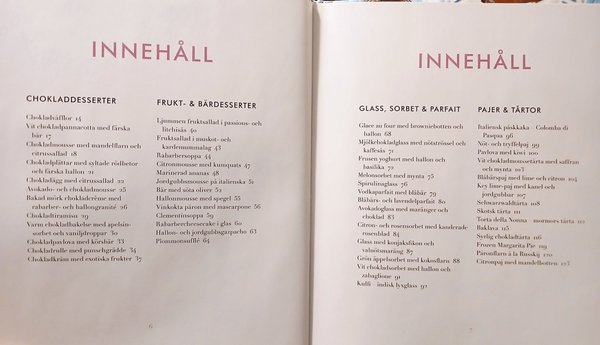 INNEHÅLL
CHOKLADDESSERTER
Chokladvåfflor 14
Vit chokladpannacotta med färska
bär 17
Chokladmousse med mandelflarn och
citrussallad 18
Chokladplättar med syltade rödbetor
och färska ballon 21
Chokladägg med citrussallad 22
Avokado- och chokladmousse 25
Bakad mörk chokladcrème med
rabarber- och hallongranité 26
Chokladtiramisu 29
Varm chokladbakelse med apelsin-
sorbet och vaniljdroppar 30
Chokladpavlova med körsbär 33
Chokladrulle med punschgrädde 34
Chokladkräm med exotiska frukter 37
FRUKT- & BÄRDESSERTER
Ljummen fruktsallad i passions- och
litchisås 40
Fruktsallad i muskot- och
kardemummalag 43
Rabarbersoppa 44
Citronmousse med kumquats 47
Marinerad ananas 48
Jordgubbsmousse på italienska 51
Bär med söta oliver 52
Hallonmousse med spegel 55
Vinkokta päron med mascarpone 56
Clementinsoppa 59
Rabarbercheesecake i glas 60
Hallon- och jordgubbsgazpacho 63
Plommonsufflé 64
6
INNEHÅLL
GLASS, SORBET & PARFAIT
Glace au four med browniebotten och
hallon 68
Mjölkchokladglass med nötströssel och
kaffesås 71
Frusen yoghurt med hallon och
basilika 72
Melonsorbet med mynta 75
Spirulinaglass 76
Vodkaparfait med blåbär 79
Blåbärs- och lavendelparfait 80
Avokadoglass med maränger och
choklad 83
Citron- och rosensorbet med kanderade
rosenblad 84
Glass med konjaksfikon och
valnötsmaräng 87
Grön äppelsorbet med kokosflarn 88
Vit chokladsorbet med hallon och
zabaglione 91
Kulfi - indisk lyxglass 92
PAJER & TÅRTOR
Italiensk påskkaka - Colomba di
Pasqua 96
Nöt- och tryffelpaj 99
Pavlova med kiwi 100
Vit chokladmoussetårta med saffran
och mynta 103
Blåbärspaj med lime och citron 104
Key lime-paj med kanel och
jordgubbar 107
Schwarzwaldtårta 108
Skotsk tårta 111
Torta della Nonna - mormors tårta 112
Baklava 115
Syrlig chokladtårta 116
Frozen Margarita Pie 119
Päronflarn à la Russkij 120
Citronpaj med mandelbotten 123
7